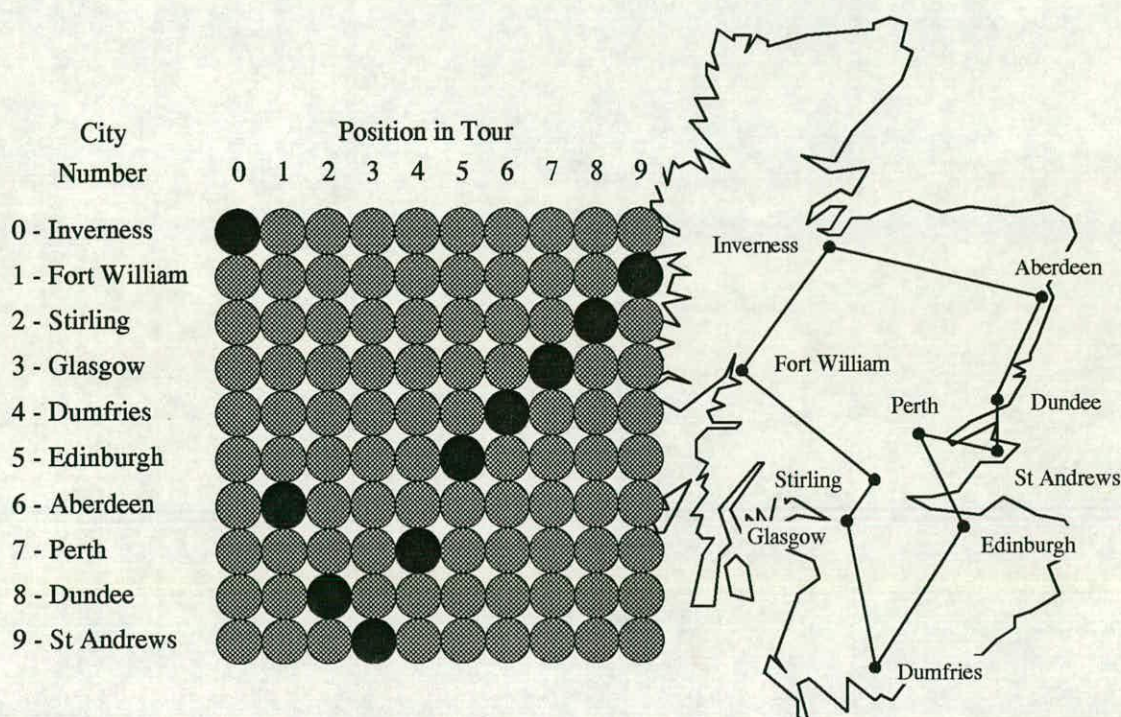 City
Number
Position in Tour
0 1 2 3 4 5 6 7 8 9
0 - Inverness
1 - Fort William
2 - Stirling
3 - Glasgow
4 - Dumfries
5 - Edinburgh
6 - Aberdeen
7 - Perth
8 - Dundee
9 - St Andrews
Inverness
Aberdeen
Fort William
Perth
Dundee
Stirling
St Andrews
Glasgow
Edinburgh
Dumfries